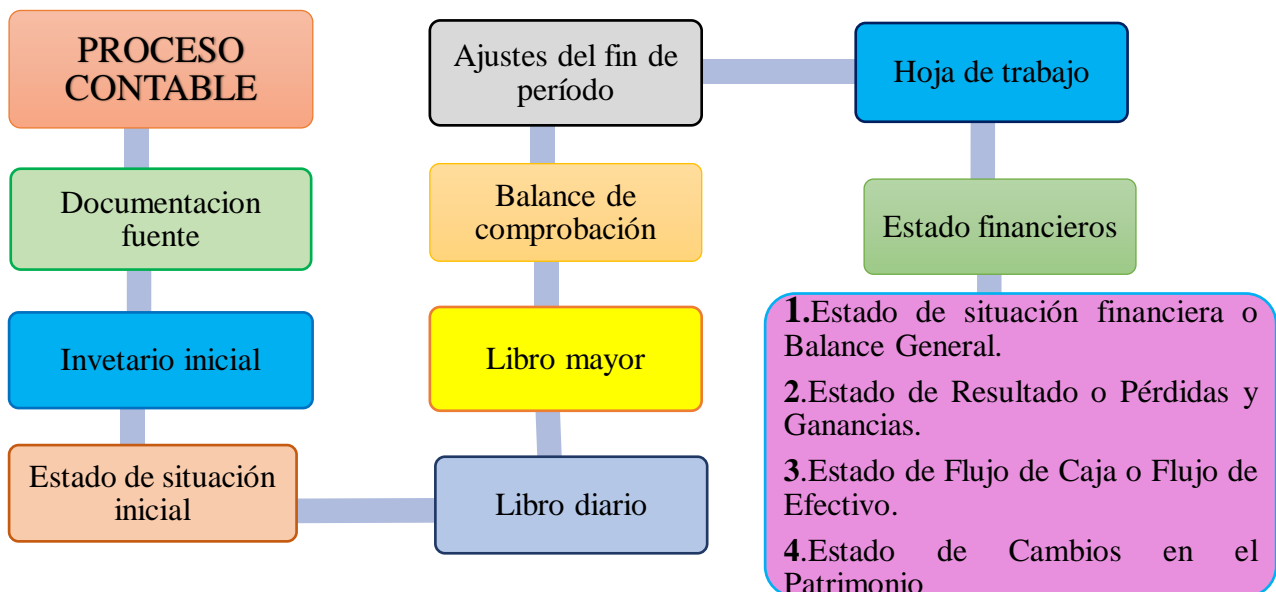 PROCESO
CONTABLE
Documentacion
fuente
Invetario inicial
Estado de situación
inicial
Libro diario
Libro mayor
Balance de
comprobación
Ajustes del fin de
período
Hoja de trabajo
Estado financieros
1.Estado de situación financiera o
Balance General.
2.Estado de Resultado o Pérdidas y
Ganancias.
3.Estado de Flujo de Caja o Flujo de
Efectivo.
4.Estado de Cambios en el
Patrimonio